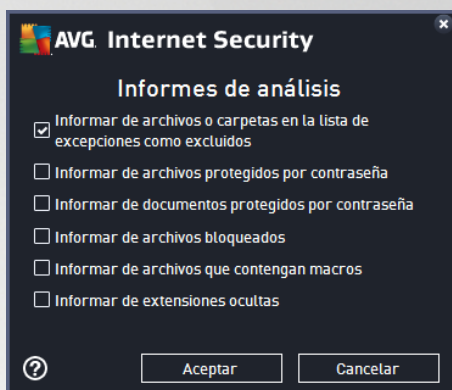 AVG Internet Security
Informes de análisis
Informar de archivos o carpetas en la lista de
excepciones como excluidos
Informar de archivos protegidos por contraseña
Informar de documentos protegidos por contraseña
Informar de archivos bloqueados
Informar de archivos que contengan macros
Informar de extensiones ocultas
?
Aceptar
Cancelar